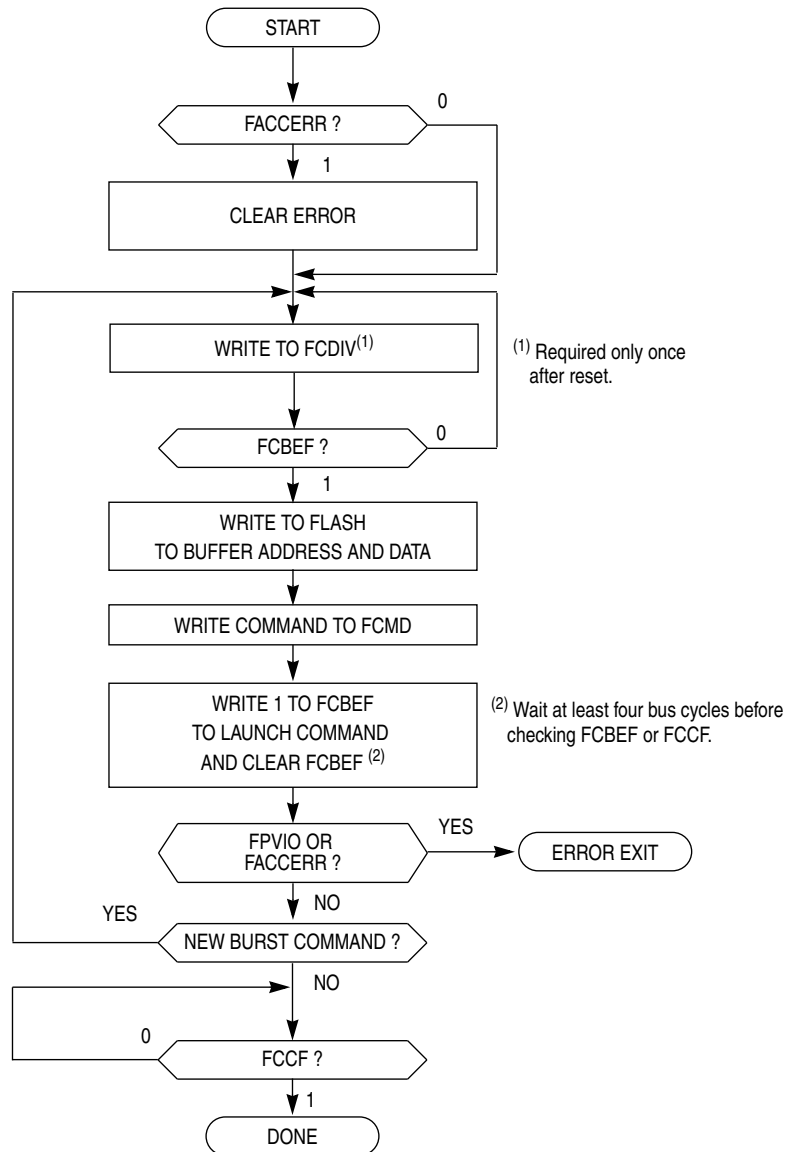 START
0
FACCERR ?
1
CLEAR ERROR
WRITE TO FCDIV(1)
(1) Required only once
after reset.
0
FCBEF ?
1
WRITE TO FLASH
TO BUFFER ADDRESS AND DATA
WRITE COMMAND TO FCMD
WRITE 1 TO FCBEF
TO LAUNCH COMMAND
AND CLEAR FCBEF (2)
(2) Wait at least four bus cycles before
checking FCBEF or FCCF.
FPVIO OR
FACCERR ?
YES
ERROR EXIT
NO
YES
NEW BURST COMMAND ?
NO
0
FCCF ?
1
DONE